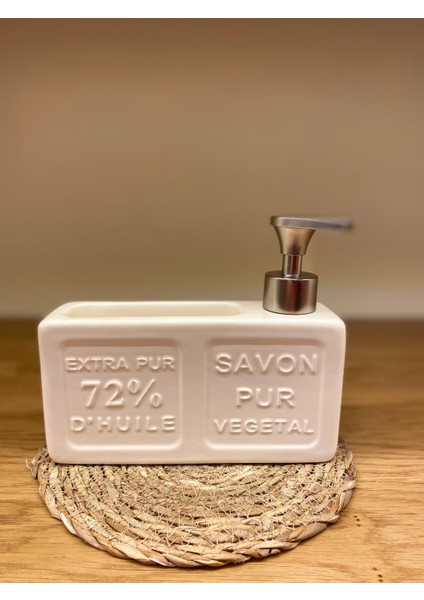 EXTRA PUR
72%
D'HUILE
SAVON
PUR
VEGETAL